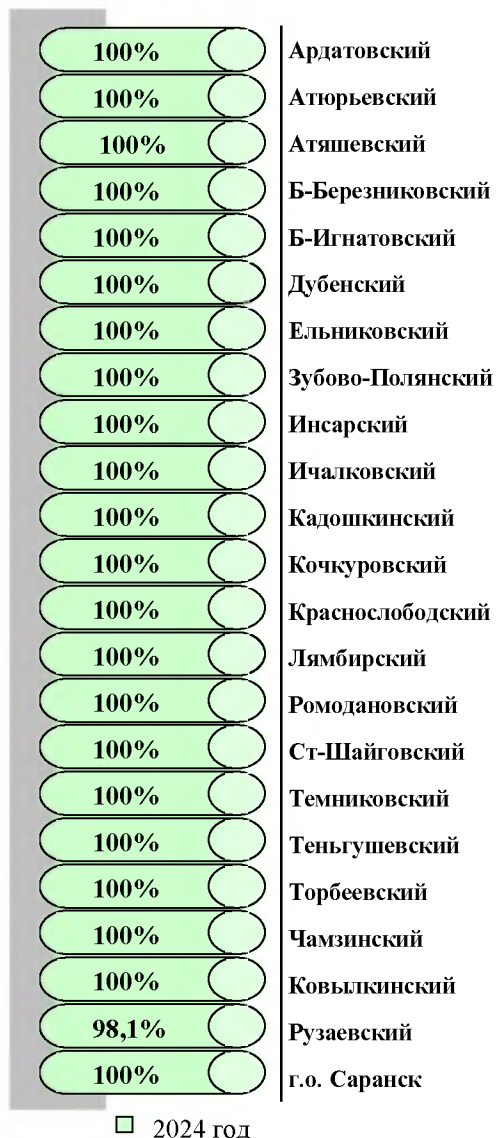 100% Ардатовский
100% Атюрьевский
100% Атяшевский
100% Б-Березниковский
100% Б-Игнатовский
100% Дубенский
100% Ельниковский
100% Зубово-Полянский
100% Инсарский
100% Ичалковский
100% Кадошкинский
100% Кочкуровский
100% Краснослободский
100% Лямбирский
100% Ромодановский
100% Ст-Шайговский
100% Темниковский
100% Теньгушевский
100% Торбеевский
100% Чамзинский
100% Ковылкинский
98,1% Рузаевский
100% г.о. Саранск
2024 год